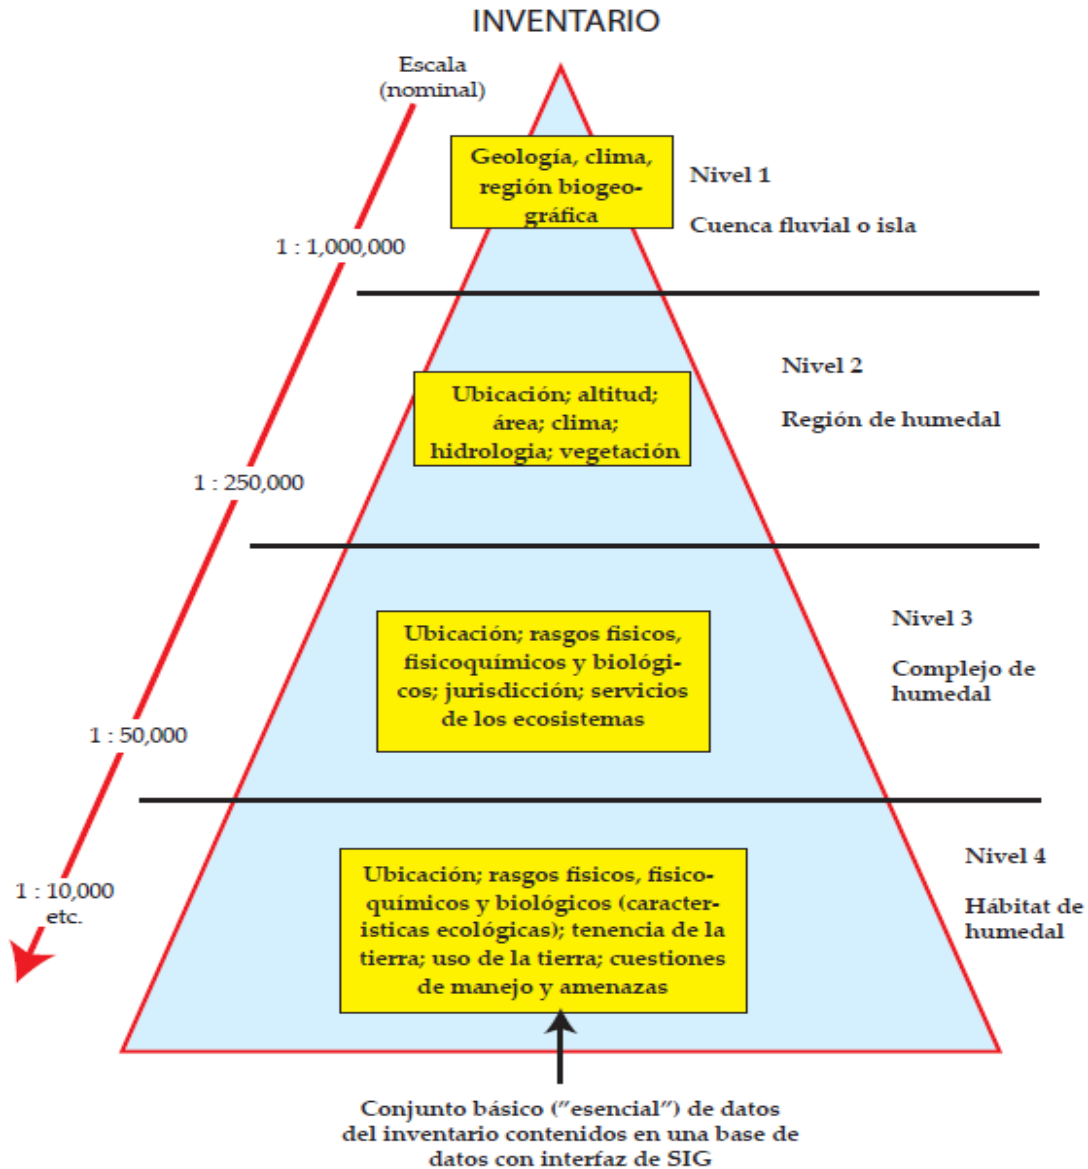 INVENTARIO
Escala
(nominal)
Geología, clima,
región biogeo-
gráfica
Nivel 1
Cuenca fluvial o isla
1 : 1,000,000
Nivel 2
Ubicación; altitud;
área; clima;
hidrologia; vegetación
Región de humedal
1 : 250,000
Nivel 3
Ubicación; rasgos fisicos,
fisicoquímicos y biológi-
cos; jurisdicción; servicios
de los ecosistemas
Complejo de
humedal
1 : 50,000
Nivel 4
Ubicación; rasgos fisicos, fisico-
químicos y biológicos (caracter-
isticas ecológicas); tenencia de la
tierra; uso de la tierra; cuestiones
de manejo y amenazas
1 : 10,000
etc.
Hábitat de
humedal
Conjunto básico (”esencial”) de datos
del inventario contenidos en una base de
datos con interfaz de SIG